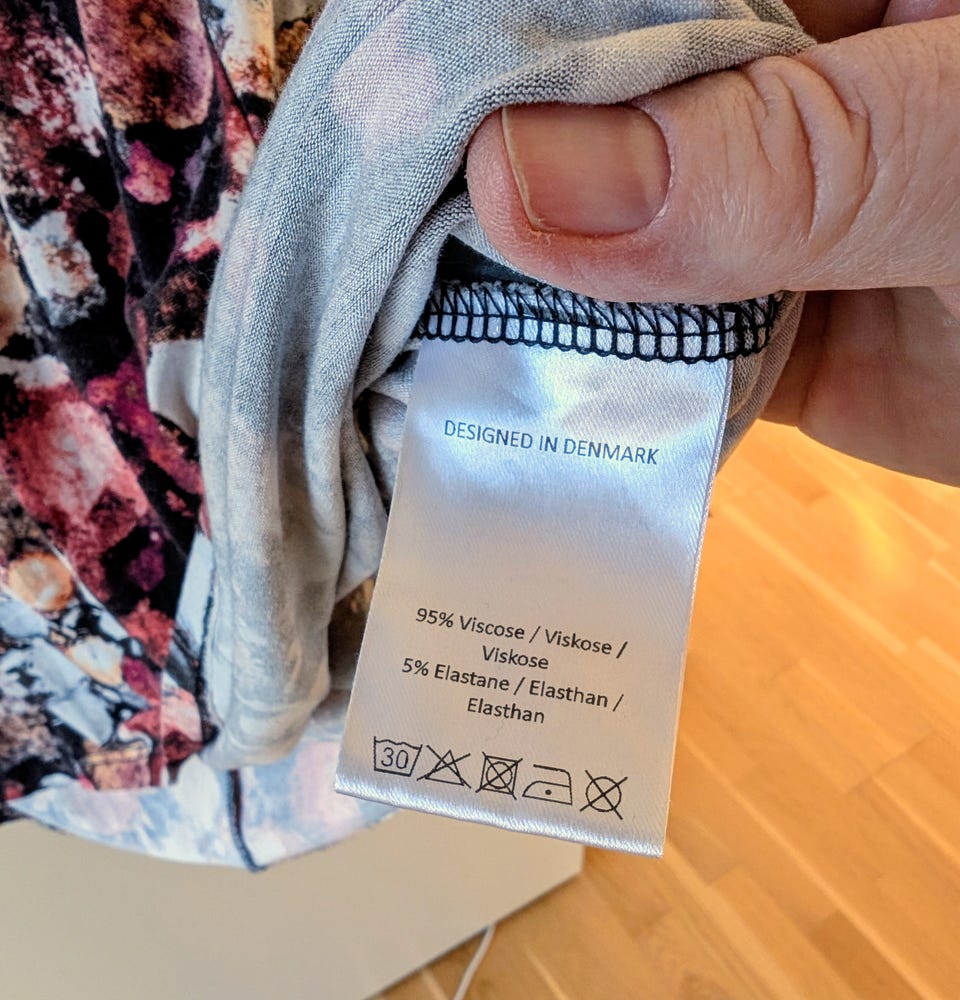 DESIGNED IN DENMARK
95% Viscose / Viskose /
Viskose
5% Elastane / Elasthan /
Elasthan
30